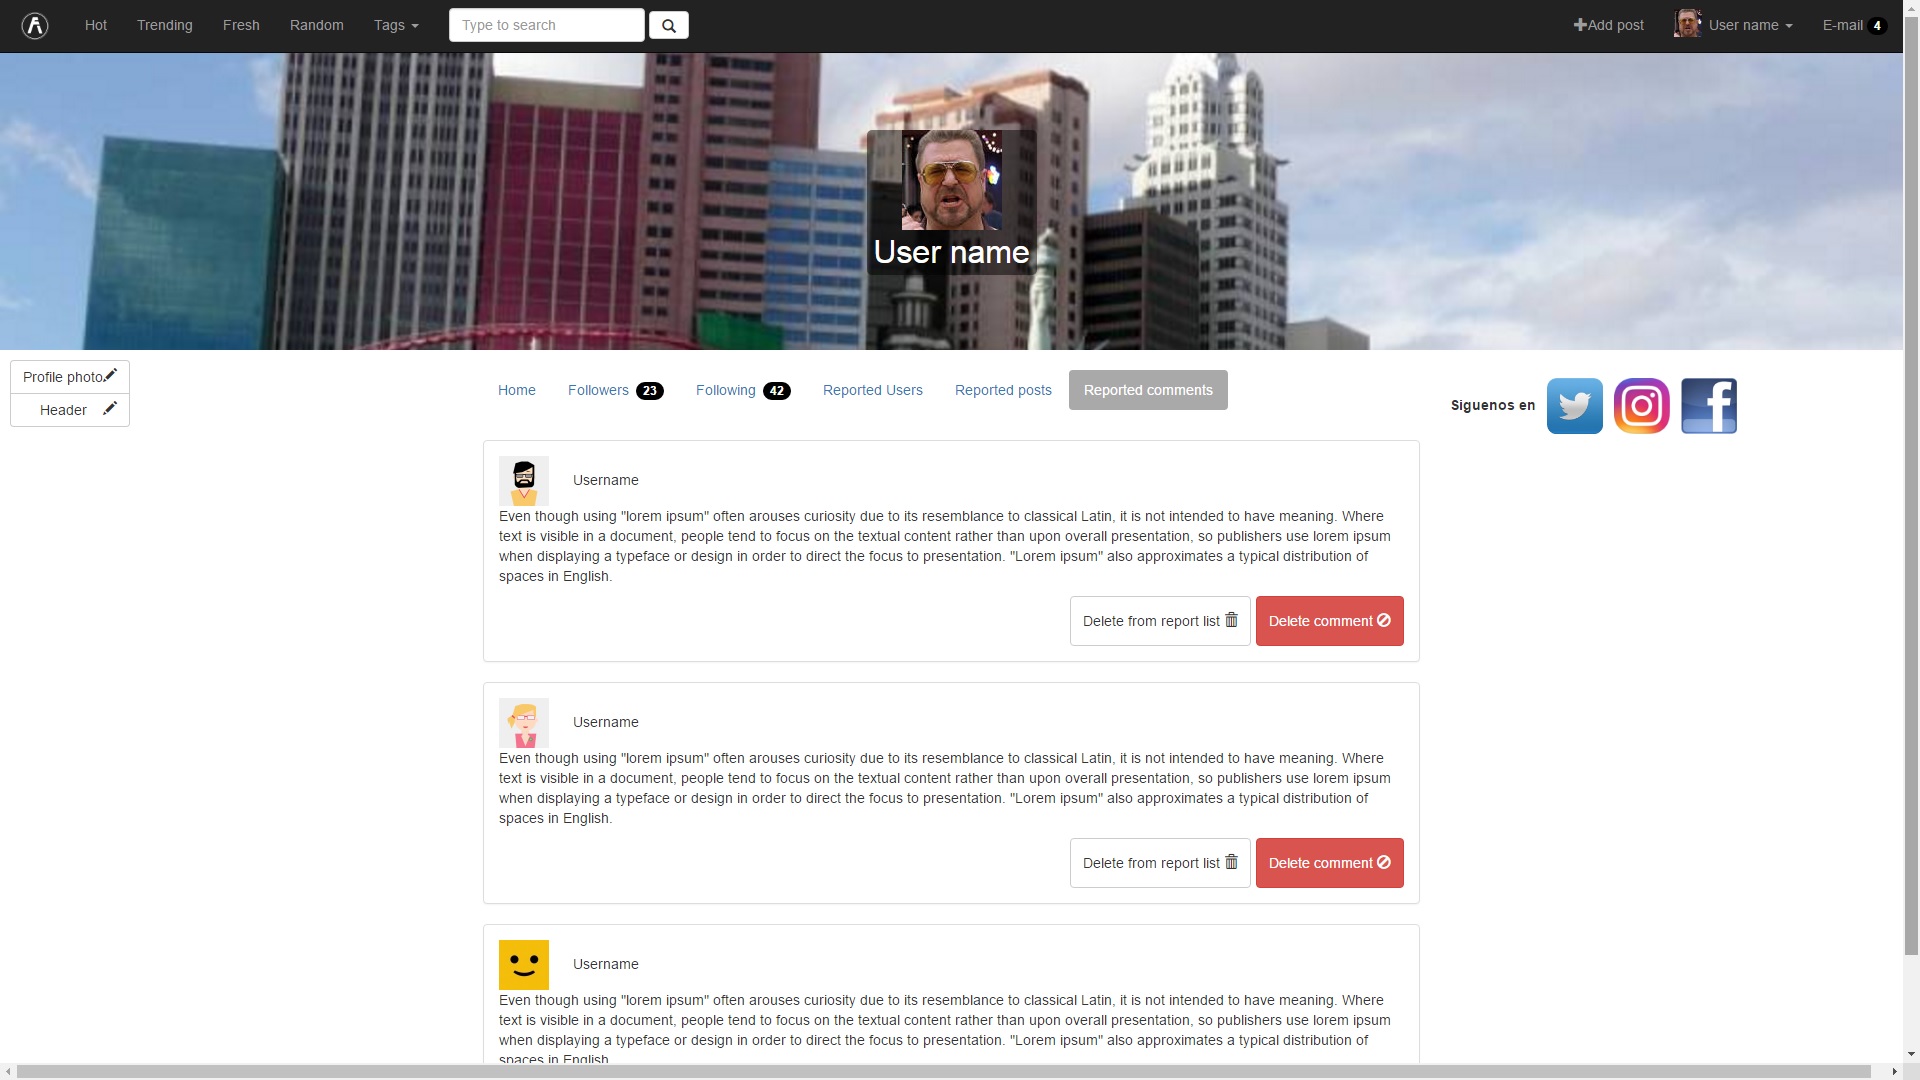 Hot Trending Fresh Random Tags Type to search Add post User name E-mail 4
User name
Profile photo
Header
Home Followers 23 Following 42 Reported Users Reported posts Reported comments
Siguenos en
Username
Even though using "lorem ipsum" often arouses curiosity due to its resemblance to classical Latin, it is not intended to have meaning. Where
text is visible in a document, people tend to focus on the textual content rather than upon overall presentation, so publishers use lorem ipsum
when displaying a typeface or design in order to direct the focus to presentation. "Lorem ipsum" also approximates a typical distribution of
spaces in English.
Delete from report list Delete comment
Username
Even though using "lorem ipsum" often arouses curiosity due to its resemblance to classical Latin, it is not intended to have meaning. Where
text is visible in a document, people tend to focus on the textual content rather than upon overall presentation, so publishers use lorem ipsum
when displaying a typeface or design in order to direct the focus to presentation. "Lorem ipsum" also approximates a typical distribution of
spaces in English.
Delete from report list Delete comment
Username
Even though using "lorem ipsum" often arouses curiosity due to its resemblance to classical Latin, it is not intended to have meaning. Where
text is visible in a document, people tend to focus on the textual content rather than upon overall presentation, so publishers use lorem ipsum
when displaying a typeface or design in order to direct the focus to presentation. "Lorem ipsum" also approximates a typical distribution of
spaces in English.